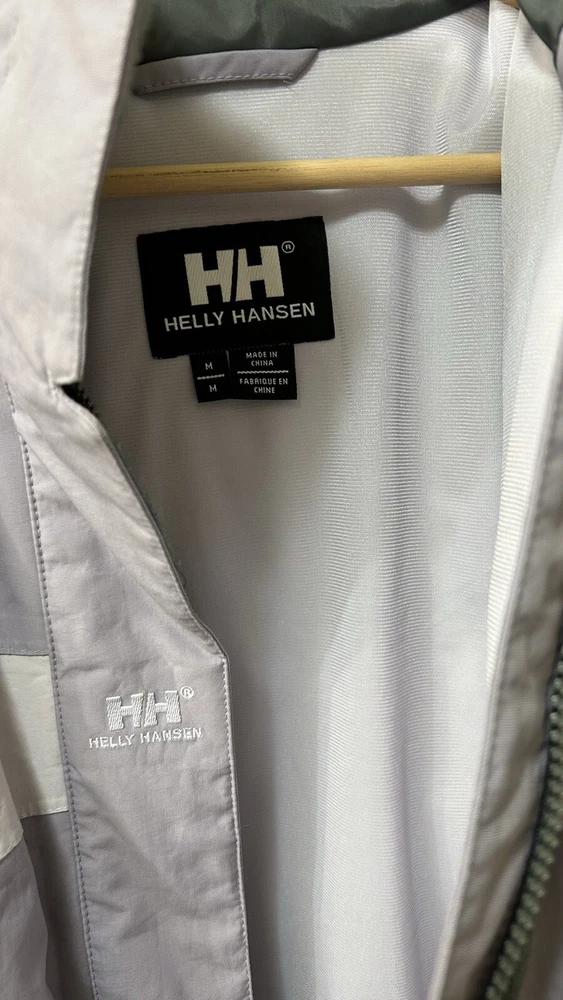 HH®
HELLY HANSEN
M
M
MADE IN
CHINA
FABRIQUE EN
CHINE
HH®
HELLY HANSEN